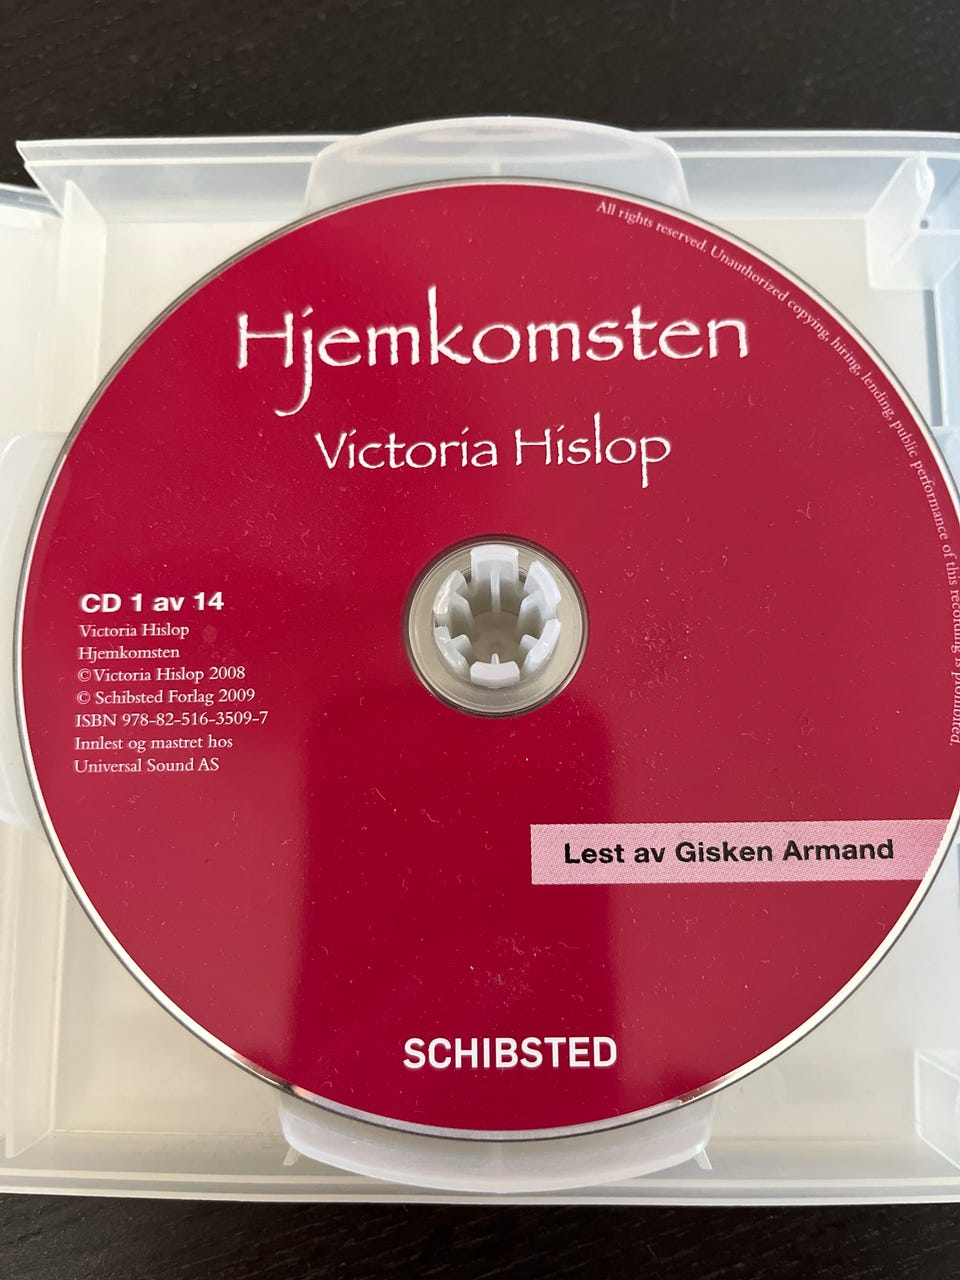 Hjemkomsten
Victoria Hislop
All rights reserved. Unauthorized copying, hiring, lending, public performance of this recording is prohibited.
CD 1 av 14
Victoria Hislop
Hjemkomsten
© Victoria Hislop 2008
© Schibsted Forlag 2009
ISBN 978-82-516-3509-7
Innlest og mastret hos
Universal Sound AS
Lest av Gisken Armand
SCHIBSTED